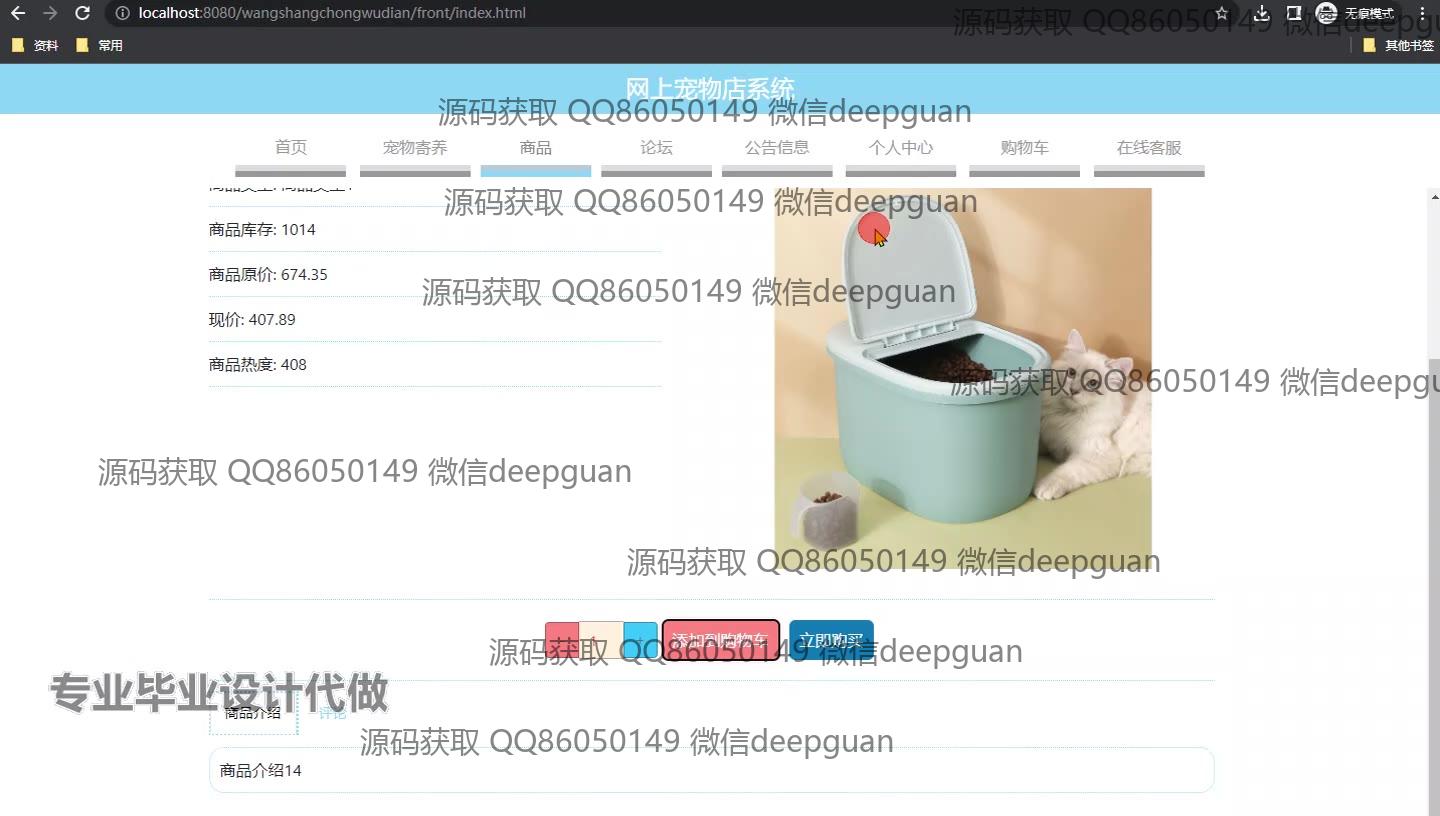 localhost:8080/wangshangchongwudian/front/index.html
无痕模式
源码获取 QQ86050149 微信deepgu
资料
常用
其他书签
网上宠物店系统
源码获取 QQ86050149 微信deepguan
首页
宠物寄养
商品
论坛
公告信息
个人中心
购物车
在线客服
源码获取 QQ86050149 微信deepguan
商品库存: 1014
商品原价: 674.35
源码获取 QQ86050149 微信deepguan
现价: 407.89
商品热度: 408
源码获取 QQ86050149 微信deepgu
源码获取 QQ86050149 微信deepguan
源码获取 QQ86050149 微信deepguan
1
+
添加到购物车
立即购买
源码获取 QQ86050149 微信deepguan
专业毕业设计代做
商品介绍
评论
源码获取 QQ86050149 微信deepguan
商品介绍14